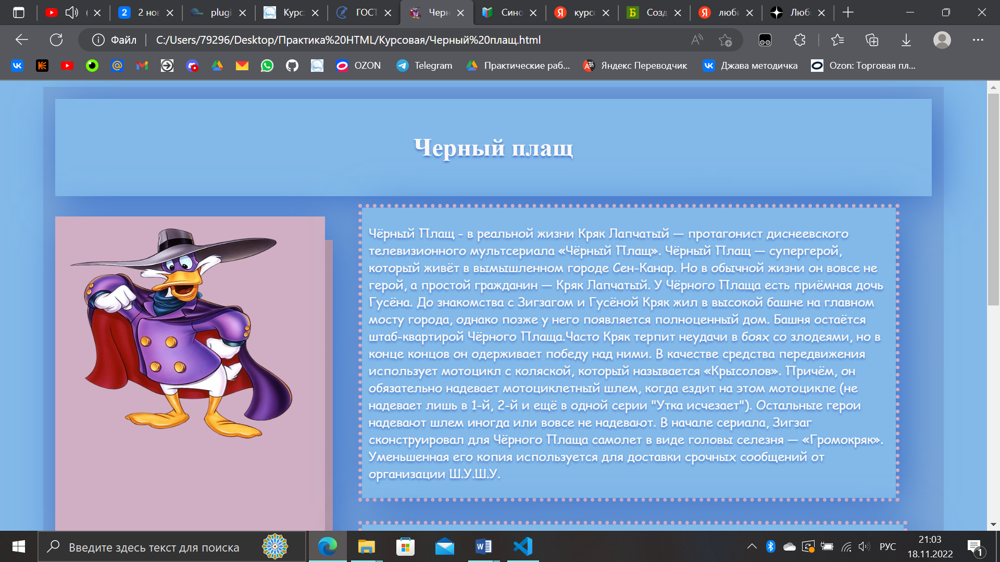 2 нов
plugi
Курс
ГОСТ
Черн
Сино
курсо
Созд
люби
Люб
Файл
C:/Users/79296/Desktop/Практика%20HTML/Курсовая/Черный%20плащ.html
OZON
Telegram
Практические раб...
Яндекс Переводчик
Джава методичка
Ozon: Торговая пл...
Черный плащ
Чёрный Плащ - в реальной жизни Кряк Лапчатый — протагонист диснеевского
телевизионного мультсериала «Чёрный Плащ». Чёрный Плащ — супергерой,
который живёт в вымышленном городе Сен-Канар. Но в обычной жизни он вовсе не
герой, а простой гражданин — Кряк Лапчатый. У Чёрного Плаща есть приёмная дочь
Гусёна. До знакомства с Зигзагом и Гусёной Кряк жил в высокой башне на главном
мосту города, однако позже у него появляется полноценный дом. Башня остаётся
штаб-квартирой Чёрного Плаща.Часто Кряк терпит неудачи в боях со злодеями, но в
конце концов он одерживает победу над ними. В качестве средства передвижения
использует мотоцикл с коляской, который называется «Крысолов». Причём, он
обязательно надевает мотоциклетный шлем, когда ездит на этом мотоцикле (не
надевает лишь в 1-й, 2-й и ещё в одной серии "Утка исчезает"). Остальные герои
надевают шлем иногда или вовсе не надевают. В начале сериала, Зигзаг
сконструировал для Чёрного Плаща самолет в виде головы селезня — «Громокряк».
Уменьшенная его копия используется для доставки срочных сообщений от
организации Ш.У.Ш.У.
Введите здесь текст для поиска
РУС
21:03
18.11.2022
1